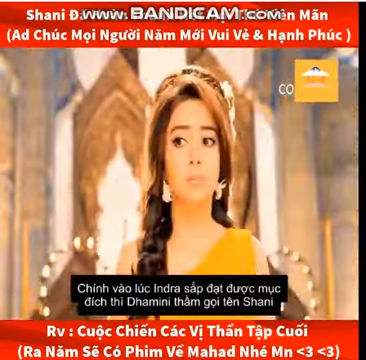 Shani Đ
www.BANDICAM.com
ên Mãn
(Ad Chúc Mọi Người Năm Mới Vui Vẻ & Hạnh Phúc )
CO
Chính vào lúc Indra sắp đạt được mục
đích thì Dhamini thầm gọi tên Shani
Rv : Cuộc Chiến Các Vị Thần Tập Cuối
(Ra Năm Sẽ Có Phim Về Mahad Nhé Mn <3 <3)